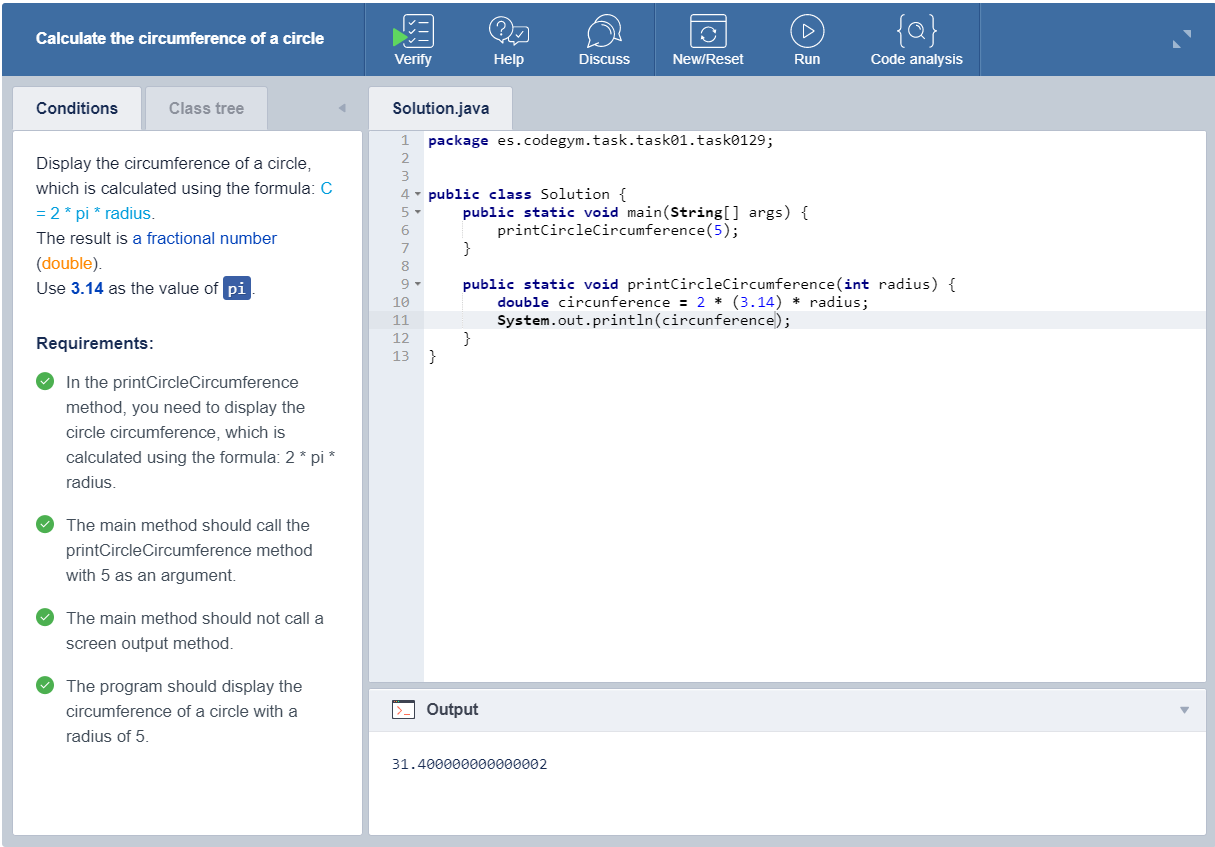 Calculate the circumference of a circle
Verify
Help
Discuss
New/Reset
Run
Code analysis
Conditions
Class tree
Display the circumference of a circle,
which is calculated using the formula: C
= 2 * pi * radius.
The result is a fractional number
(double).
Use 3.14 as the value of pi.
Requirements:
In the printCircleCircumference
method, you need to display the
circle circumference, which is
calculated using the formula: 2 * pi *
radius.
The main method should call the
printCircleCircumference method
with 5 as an argument.
The main method should not call a
screen output method.
The program should display the
circumference of a circle with a
radius of 5.
Solution.java
1 package es.codegym.task.task01.task0129;
2
3
4 public class Solution {
5     public static void main(String[] args) {
6         printCircleCircumference(5);
7     }
8
9     public static void printCircleCircumference(int radius) {
10         double circunference = 2 * (3.14) * radius;
11         System.out.println(circunference);
12     }
13 }
Output
31.400000000000002